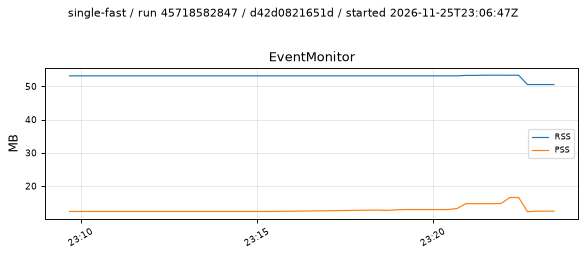 single-fast / run 45718582847 / d42d0821651d / started 2026-11-25T23:06:47Z
EventMonitor
MB
50
40
30
20
RSS
PSS
23:10
23:15
23:20